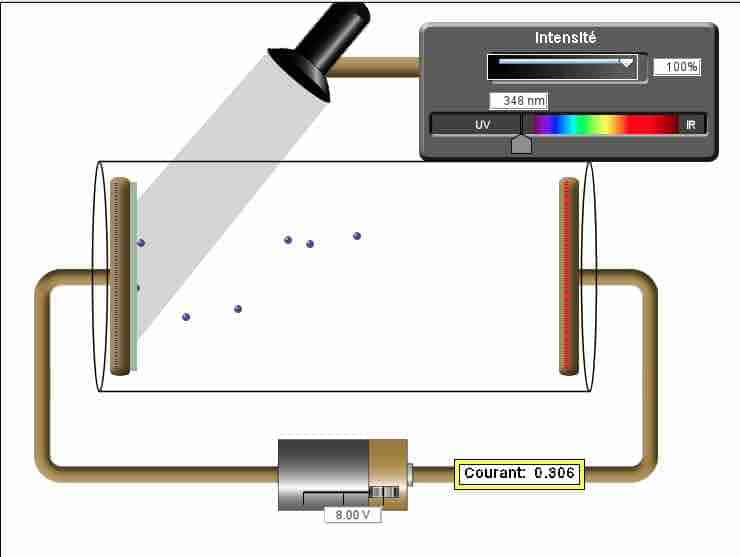 Intensité
100%
348 nm
UV
IR
Courant: 0.306
8.00 V